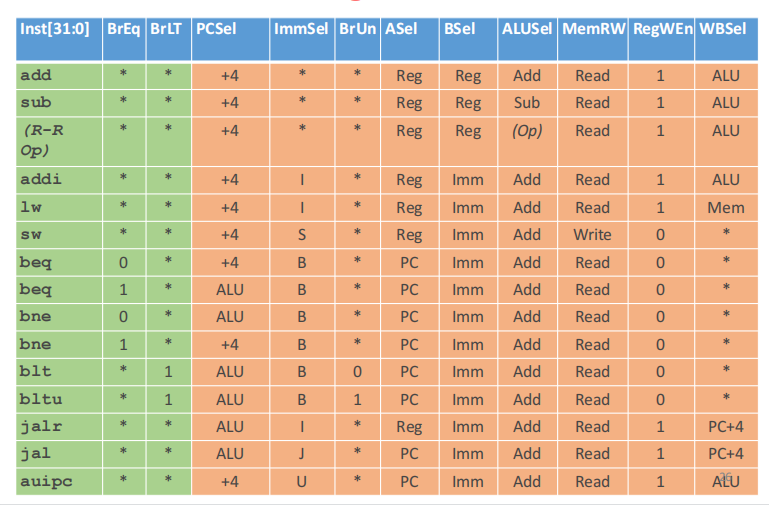 Inst[31:0] BrEq BrLT PCSel ImmSel BrUn ASel BSel ALUSel MemRW RegWEn WBSel
add * * +4 * * Reg Reg Add Read 1 ALU
sub * * +4 * * Reg Reg Sub Read 1 ALU
(R-R * * +4 * * Reg Reg (Op) Read 1 ALU
Op)
addi * * +4 I * Reg Imm Add Read 1 ALU
lw * * +4 I * Reg Imm Add Read 1 Mem
sw * * +4 S * Reg Imm Add Write 0 *
beq 0 * +4 B * PC Imm Add Read 0 *
beq 1 * ALU B * PC Imm Add Read 0 *
bne 0 * ALU B * PC Imm Add Read 0 *
bne 1 * +4 B * PC Imm Add Read 0 *
blt * 1 ALU B 0 PC Imm Add Read 0 *
bltu * 1 ALU B 1 PC Imm Add Read 0 *
jalr * * ALU I * Reg Imm Add Read 1 PC+4
jal * * ALU J * PC Imm Add Read 1 PC+4
auipc * * +4 U * PC Imm Add Read 1 ALU